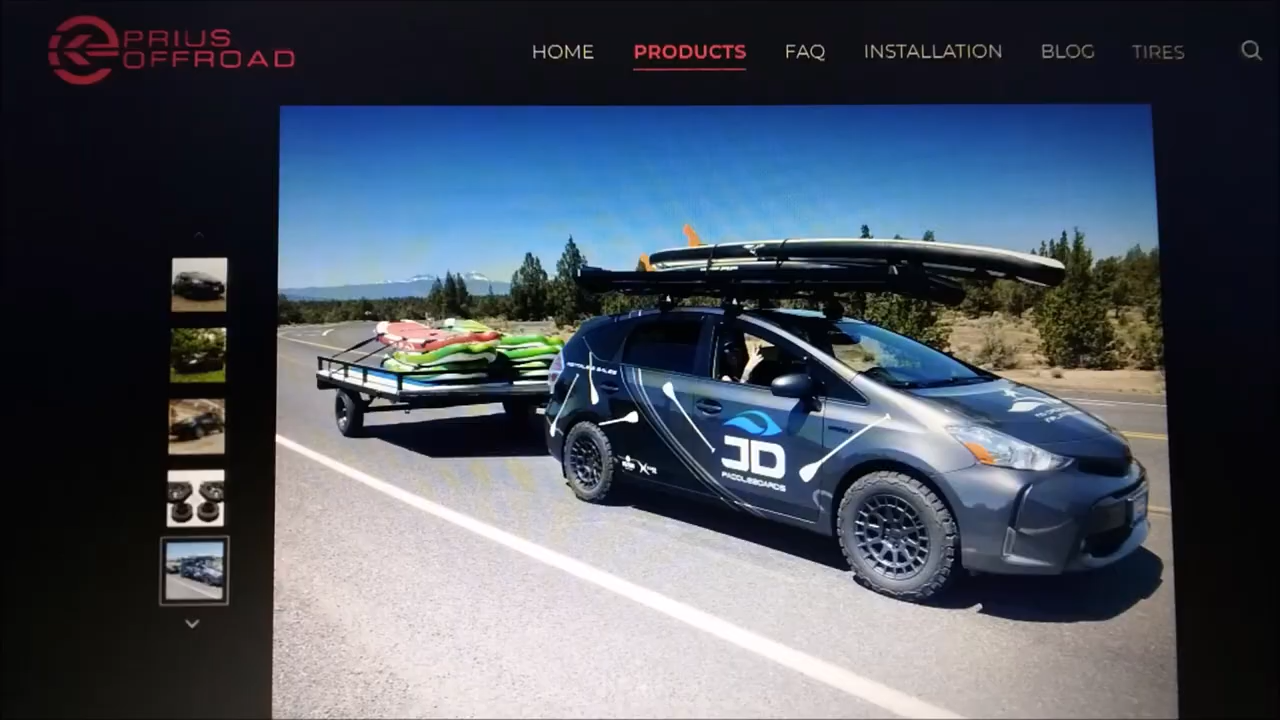 PRIUS
OFFROAD
HOME
PRODUCTS
FAQ
INSTALLATION
BLOG
TIRES
JD
PADDLEBOARDS